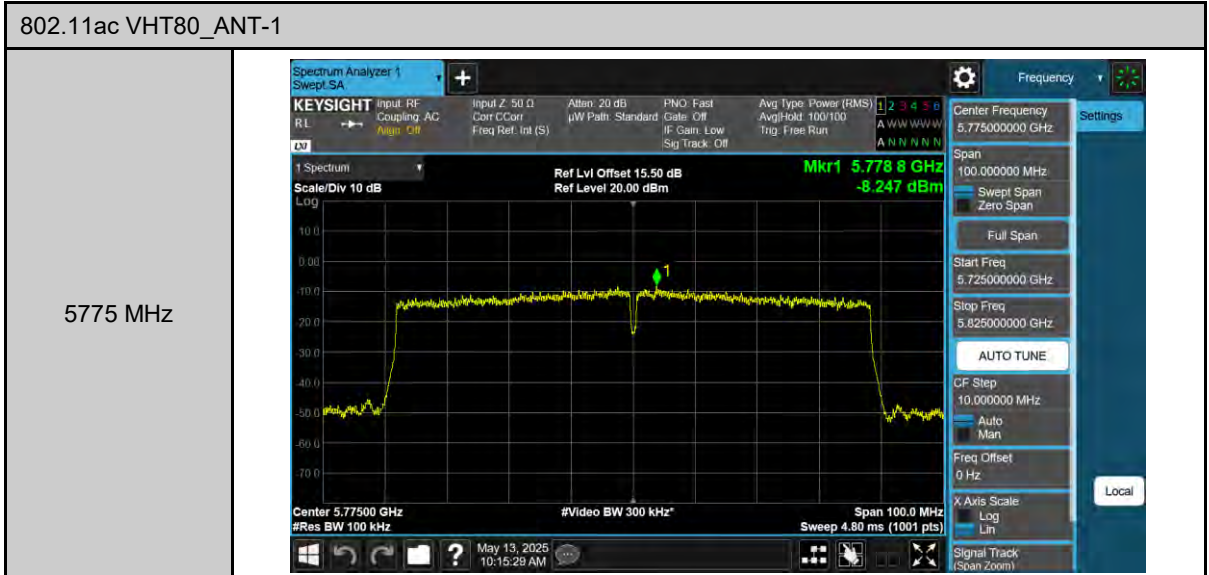 802.11ac VHT80_ANT-1
5775 MHz
Spectrum Analyzer 1
Swept SA
Frequency
KEYSIGHT
RL
LXI
Input: RF
Coupling: AC
Align: Off
Input Z: 50 Ω
Corr CCorr
Freq Ref: Int (S)
Atten: 20 dB
µW Path: Standard
PNO: Fast
Gate: Off
IF Gain: Low
Sig Track: Off
Avg Type: Power (RMS)
Avg|Hold: 100/100
Trig: Free Run
1 2 3 4 5 6
A W W W W W
A N N N N N
1 Spectrum
Scale/Div 10 dB
Log
Ref Lvl Offset 15.50 dB
Ref Level 20.00 dBm
Mkr1 5.778 8 GHz
-8.247 dBm
10.0
0.00
-10.0
-20.0
-30.0
-40.0
-50.0
-60.0
-70.0
1
Center 5.77500 GHz
#Res BW 100 kHz
#Video BW 300 kHz*
Span 100.0 MHz
Sweep 4.80 ms (1001 pts)
?
May 13, 2025
10:15:29 AM
Center Frequency
5.775000000 GHz
Span
100.000000 MHz
Swept Span
Zero Span
Full Span
Start Freq
5.725000000 GHz
Stop Freq
5.825000000 GHz
AUTO TUNE
CF Step
10.000000 MHz
Auto
Man
Freq Offset
0 Hz
X Axis Scale
Log
Lin
Signal Track
(Span Zoom)
Settings
Local